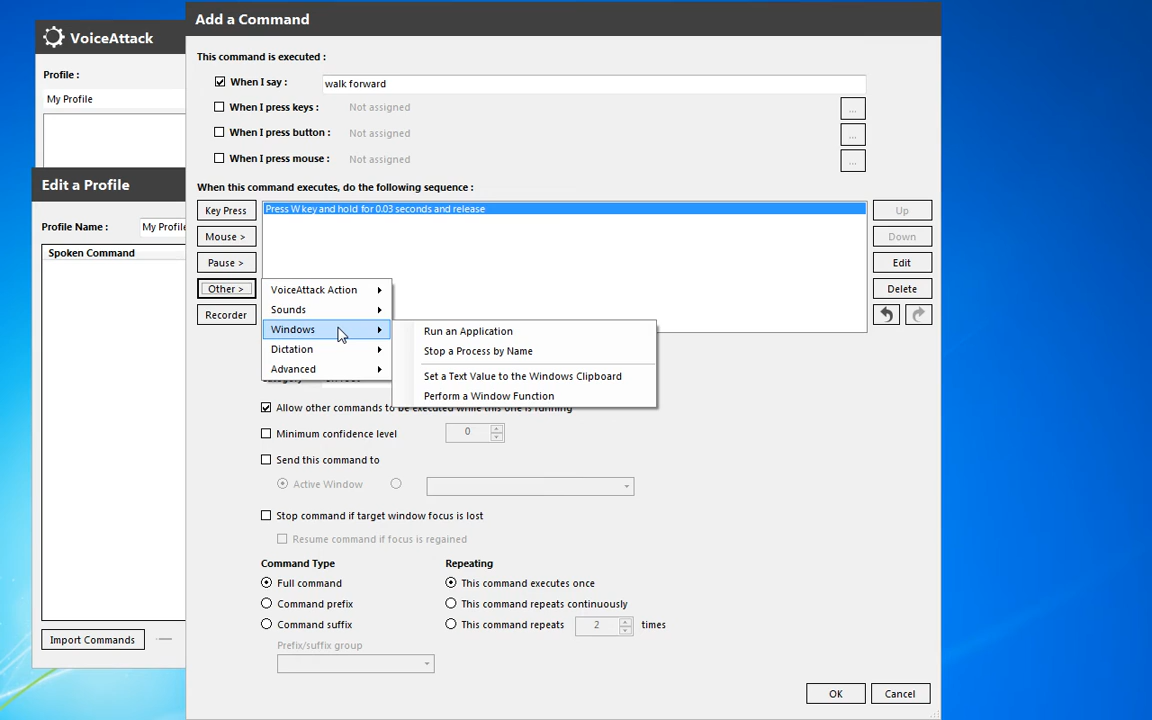 Add a Command
VoiceAttack
This command is executed :
Profile :
When I say :
walk forward
My Profile
When I press keys :
Not assigned
...
When I press button :
Not assigned
...
When I press mouse :
Not assigned
...
Edit a Profile
When this command executes, do the following sequence :
Key Press
Press W key and hold for 0.03 seconds and release
Up
Profile Name :
My Profile
Mouse >
Down
Spoken Command
Pause >
Edit
Other >
VoiceAttack Action
Delete
Recorder
Sounds
Windows
Run an Application
Dictation
Stop a Process by Name
Advanced
Set a Text Value to the Windows Clipboard
Perform a Window Function
Allow other commands to be executed while this one is running
Minimum confidence level
0
Send this command to
Active Window
Stop command if target window focus is lost
Resume command if focus is regained
Command Type
Repeating
Full command
This command executes once
Command prefix
This command repeats continuously
Command suffix
This command repeats
2
times
Prefix/suffix group
Import Commands
OK
Cancel